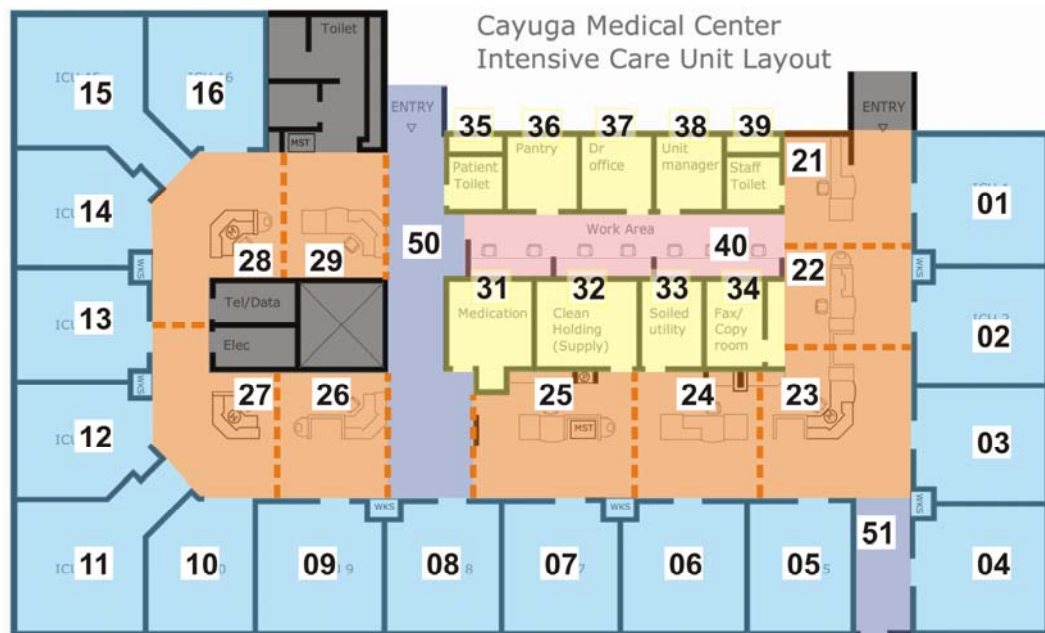 Cayuga Medical Center
Intensive Care Unit Layout
Toilet
15
16
MST
ENTRY
35
36
37
38
39
ENTRY
Patient
Toilet
Pantry
Dr
office
Unit
manager
Staff
Toilet
21
01
14
28
29
50
Work Area
40
WKS
WKS
22
31
32
33
34
Tel/Data
Medication
Clean
Holding
(Supply)
Soiled
utility
Fax/
Copy
room
13
02
Elec
WKS
27
26
25
24
23
12
MST
03
WKS
WKS
WKS
51
11
10
09
9
08
8
07
7
06
05
5
04